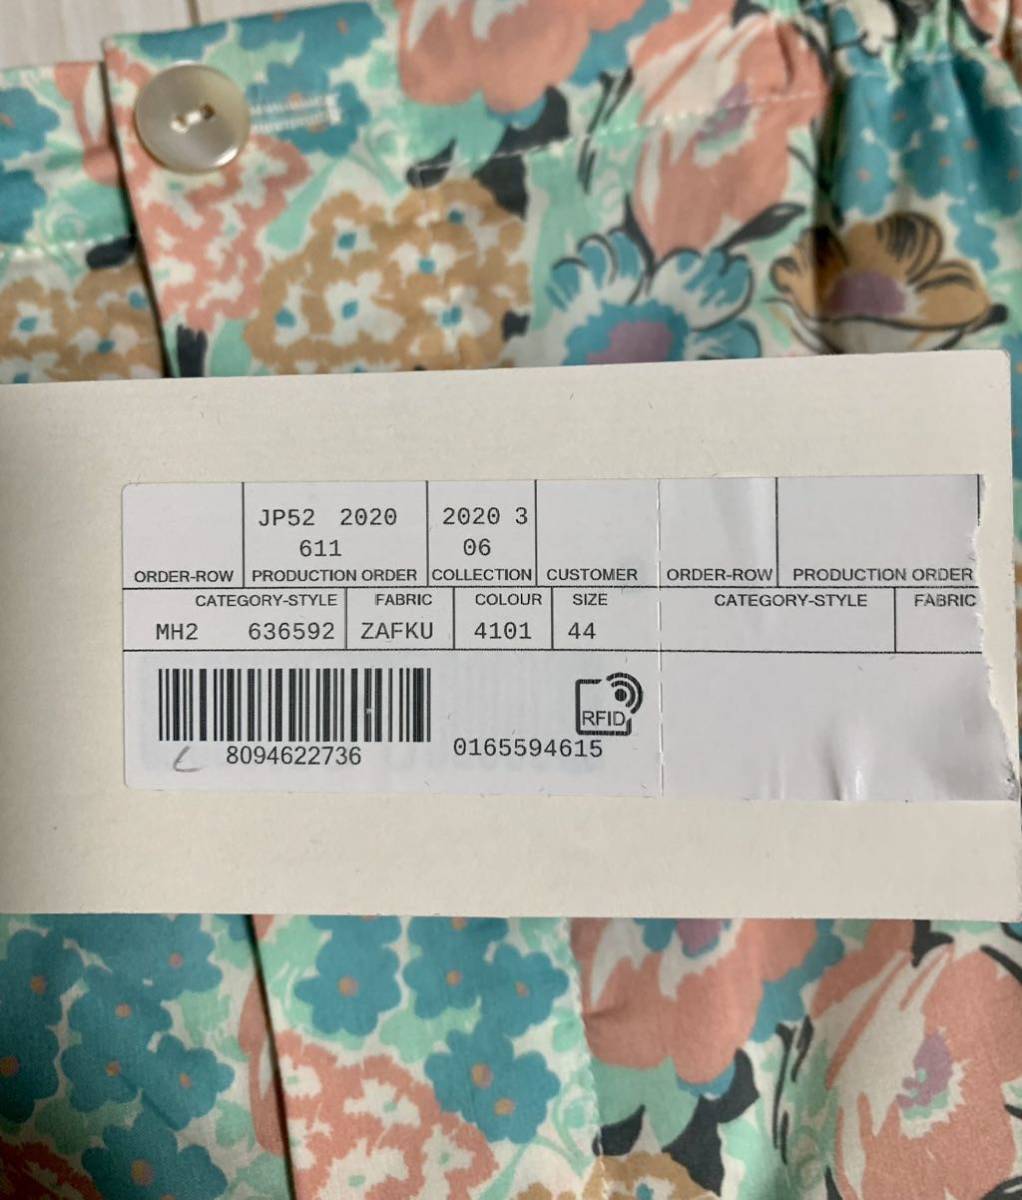 JP52 2020 2020 3
611 06
ORDER-ROW PRODUCTION ORDER COLLECTION CUSTOMER ORDER-ROW PRODUCTION ORDER
CATEGORY-STYLE FABRIC COLOUR SIZE CATEGORY-STYLE FABRIC
MH2 636592 ZAFKU 4101 44
RFID
8094622736 0165594615